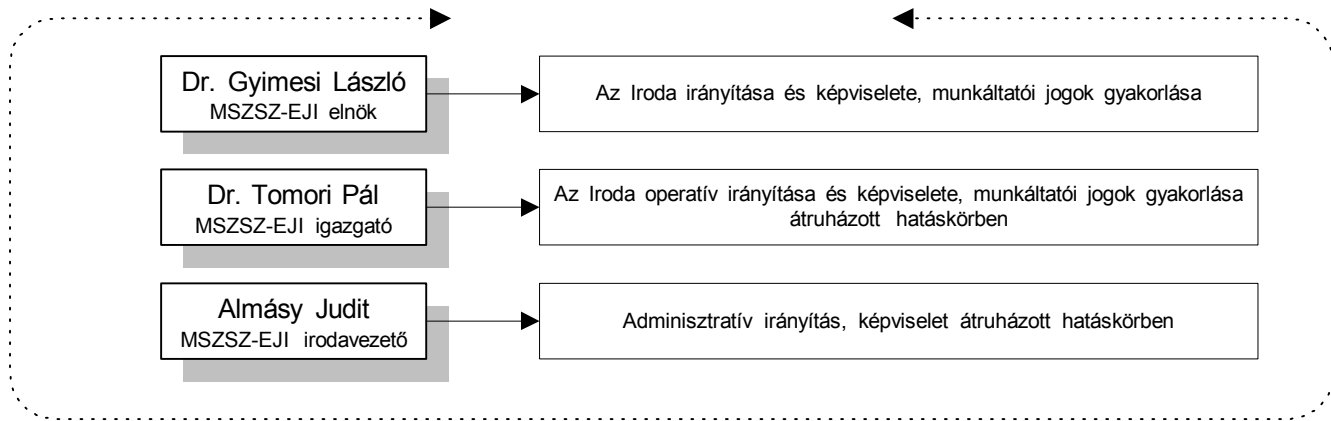 Dr. Gyimesi László
MSZSZ-EJI elnök
Az Iroda irányítása és képviselete, munkáltatói jogok gyakorlása
Dr. Tomori Pál
MSZSZ-EJI igazgató
Az Iroda operatív irányítása és képviselete, munkáltatói jogok gyakorlása
átruházott hatáskörben
Almásy Judit
MSZSZ-EJI irodavezető
Adminisztratív irányítás, képviselet átruházott hatáskörben